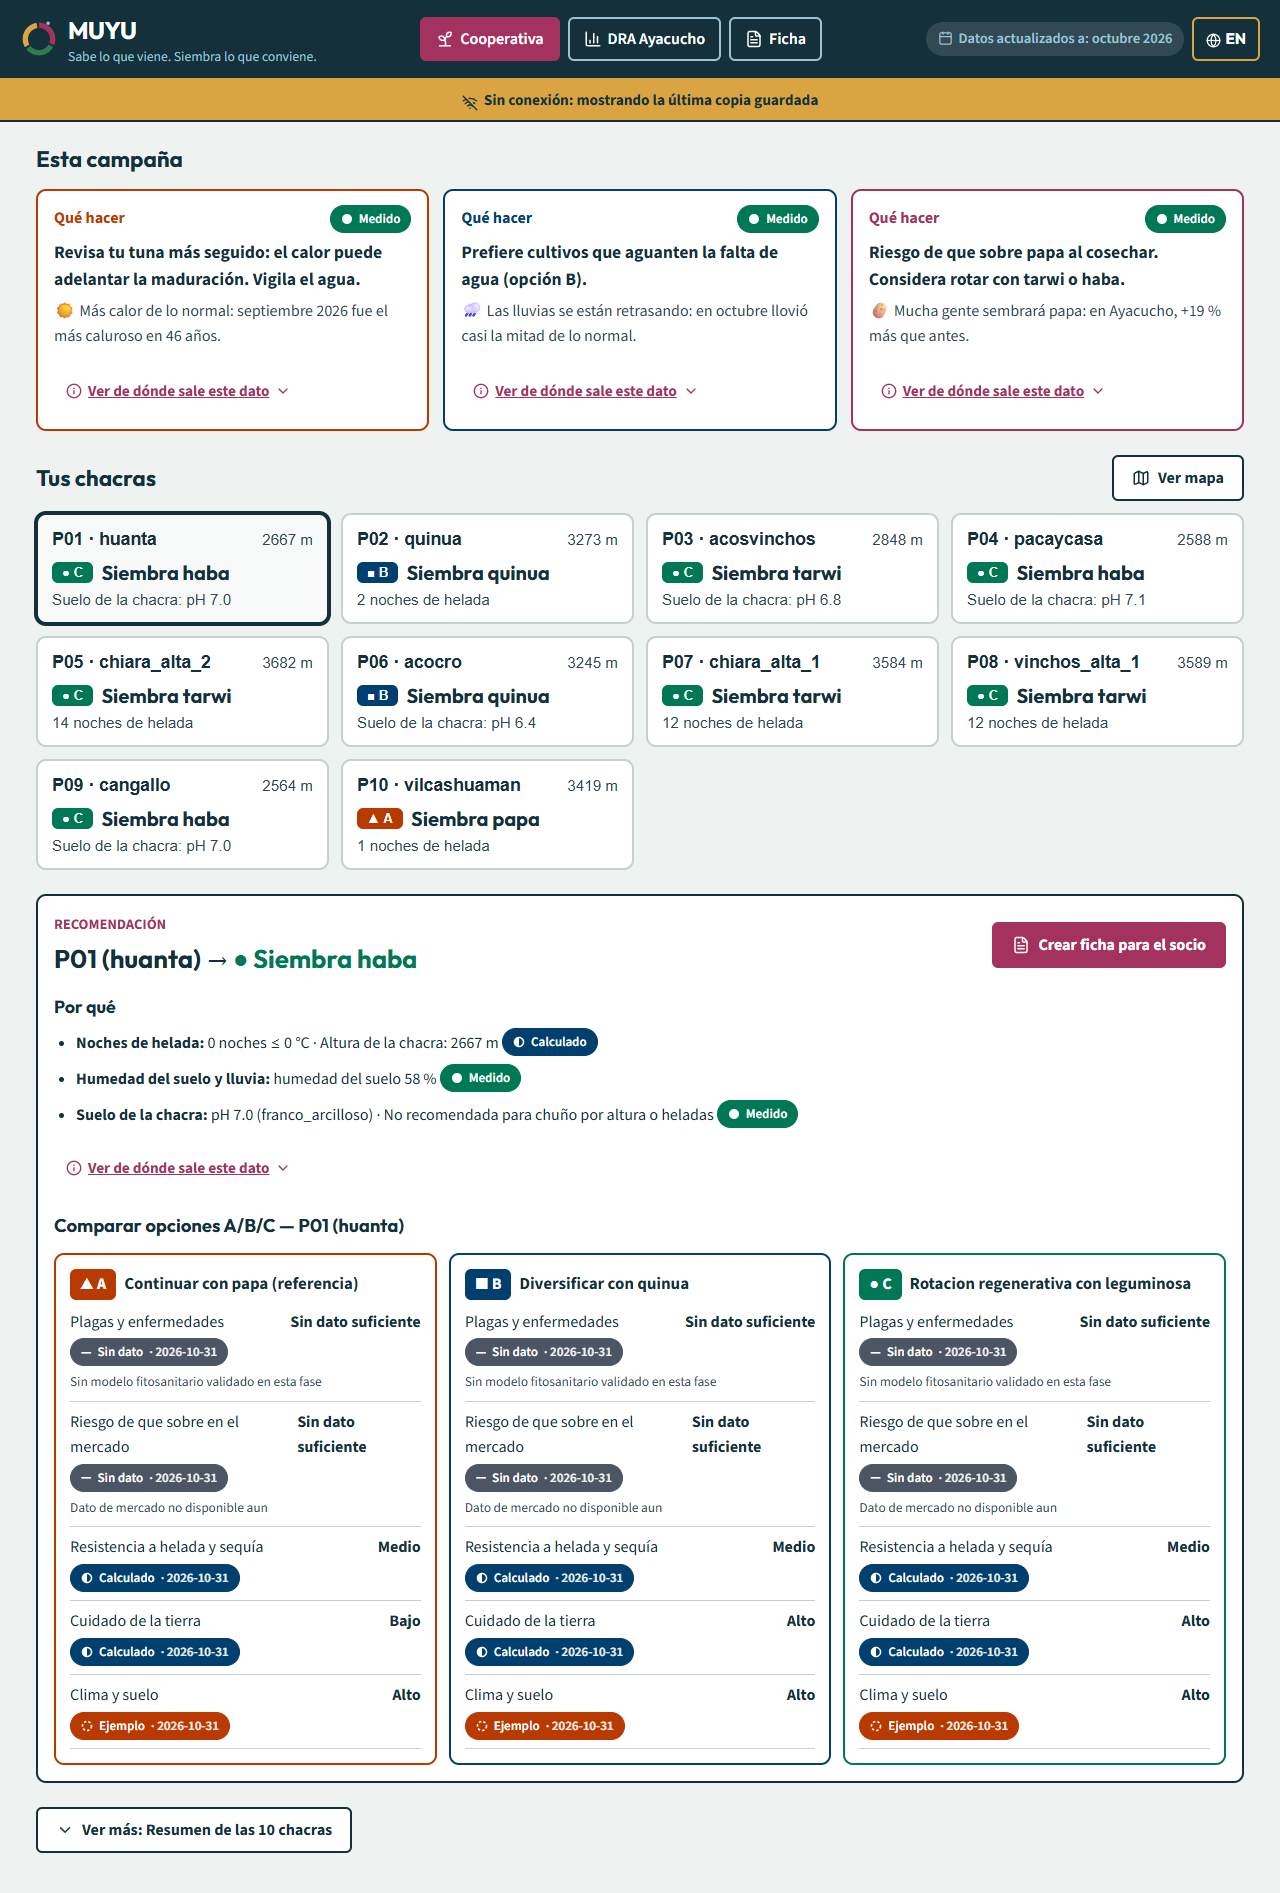 MUYU
Sabe lo que viene. Siembra lo que conviene.
Cooperativa
DRA Ayacucho
Ficha
Datos actualizados a: octubre 2026
EN
Sin conexión: mostrando la última copia guardada
Esta campaña
Qué hacer
Medido
Revisa tu tuna más seguido: el calor puede
adelantar la maduración. Vigila el agua.
Más calor de lo normal: septiembre 2026 fue el
más caluroso en 46 años.
Ver de dónde sale este dato
Qué hacer
Medido
Prefiere cultivos que aguanten la falta de
agua (opción B).
Las lluvias se están retrasando: en octubre llovió
casi la mitad de lo normal.
Ver de dónde sale este dato
Qué hacer
Medido
Riesgo de que sobre papa al cosechar.
Considera rotar con tarwi o haba.
Mucha gente sembrará papa: en Ayacucho, +19 %
más que antes.
Ver de dónde sale este dato
Tus chacras
Ver mapa
P01 · huanta 2667 m
● C Siembra haba
Suelo de la chacra: pH 7.0
P02 · quinua 3273 m
■ B Siembra quinua
2 noches de helada
P03 · acosvinchos 2848 m
● C Siembra tarwi
Suelo de la chacra: pH 6.8
P04 · pacaycasa 2588 m
● C Siembra haba
Suelo de la chacra: pH 7.1
P05 · chiara_alta_2 3682 m
● C Siembra tarwi
14 noches de helada
P06 · acocro 3245 m
■ B Siembra quinua
Suelo de la chacra: pH 6.4
P07 · chiara_alta_1 3584 m
● C Siembra tarwi
12 noches de helada
P08 · vinchos_alta_1 3589 m
● C Siembra tarwi
12 noches de helada
P09 · cangallo 2564 m
● C Siembra haba
Suelo de la chacra: pH 7.0
P10 · vilcashuaman 3419 m
▲ A Siembra papa
1 noches de helada
RECOMENDACIÓN
P01 (huanta) → ● Siembra haba
Crear ficha para el socio
Por qué
• Noches de helada: 0 noches ≤ 0 °C · Altura de la chacra: 2667 m Calculado
• Humedad del suelo y lluvia: humedad del suelo 58 % Medido
• Suelo de la chacra: pH 7.0 (franco_arcilloso) · No recomendada para chuño por altura o heladas Medido
Ver de dónde sale este dato
Comparar opciones A/B/C — P01 (huanta)
▲ A Continuar con papa (referencia)
Plagas y enfermedades Sin dato suficiente
— Sin dato · 2026-10-31
Sin modelo fitosanitario validado en esta fase
Riesgo de que sobre en el Sin dato
mercado suficiente
— Sin dato · 2026-10-31
Dato de mercado no disponible aun
Resistencia a helada y sequía Medio
Calculado · 2026-10-31
Cuidado de la tierra Bajo
Calculado · 2026-10-31
Clima y suelo Alto
Ejemplo · 2026-10-31
■ B Diversificar con quinua
Plagas y enfermedades Sin dato suficiente
— Sin dato · 2026-10-31
Sin modelo fitosanitario validado en esta fase
Riesgo de que sobre en el Sin dato
mercado suficiente
— Sin dato · 2026-10-31
Dato de mercado no disponible aun
Resistencia a helada y sequía Medio
Calculado · 2026-10-31
Cuidado de la tierra Alto
Calculado · 2026-10-31
Clima y suelo Alto
Ejemplo · 2026-10-31
● C Rotacion regenerativa con leguminosa
Plagas y enfermedades Sin dato suficiente
— Sin dato · 2026-10-31
Sin modelo fitosanitario validado en esta fase
Riesgo de que sobre en el Sin dato
mercado suficiente
— Sin dato · 2026-10-31
Dato de mercado no disponible aun
Resistencia a helada y sequía Medio
Calculado · 2026-10-31
Cuidado de la tierra Alto
Calculado · 2026-10-31
Clima y suelo Alto
Ejemplo · 2026-10-31
Ver más: Resumen de las 10 chacras